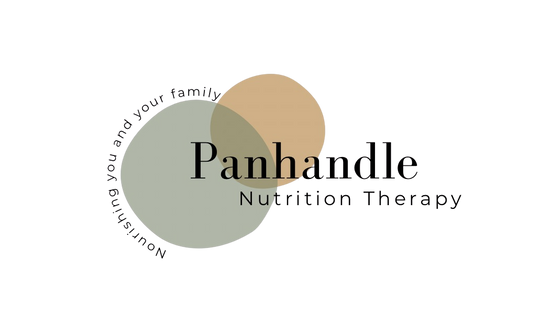 Nourishing you and your family
Panhandle
Nutrition Therapy